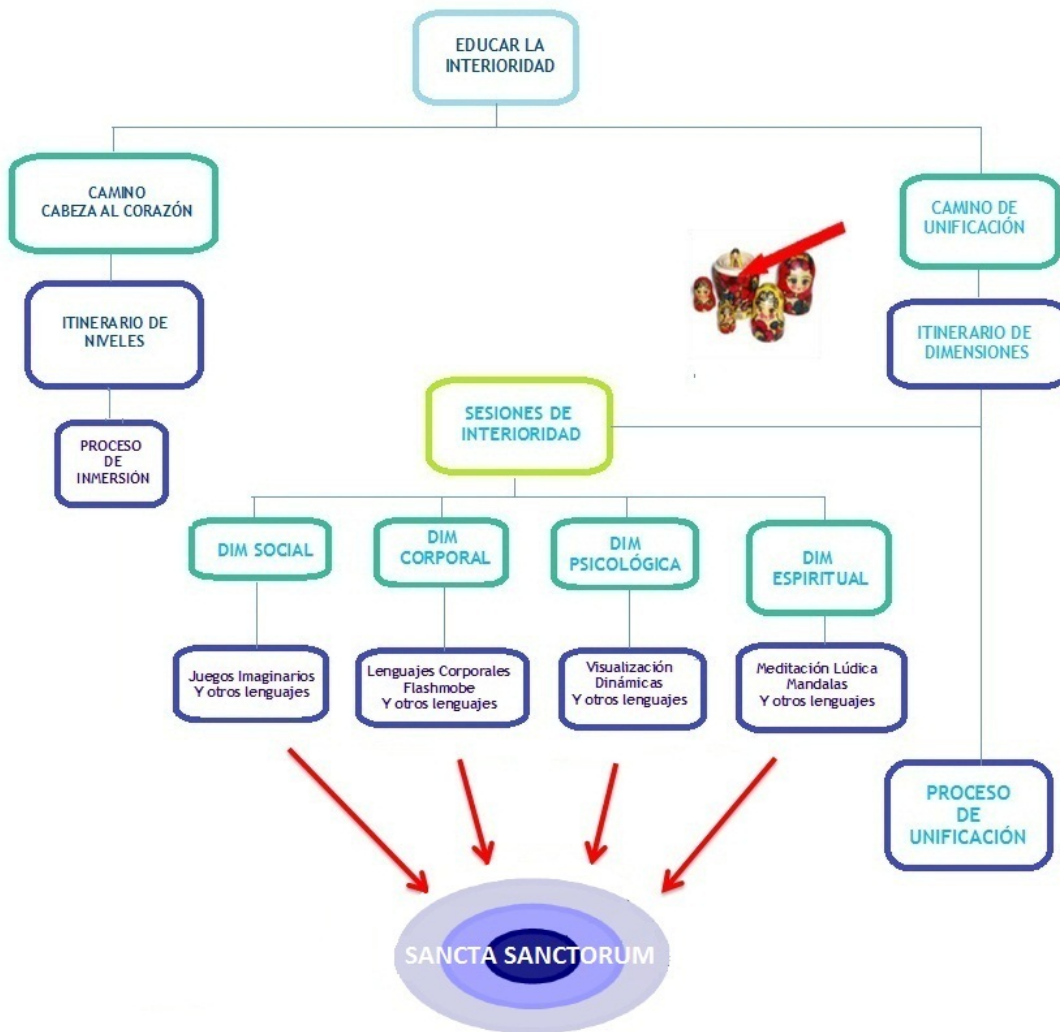 EDUCAR LA
INTERIORIDAD
CAMINO
CABEZA AL CORAZÓN
CAMINO DE
UNIFICACIÓN
ITINERARIO DE
NIVELES
ITINERARIO DE
DIMENSIONES
SESIONES DE
INTERIORIDAD
PROCESO
DE
INMERSIÓN
DIM SOCIAL
DIM
CORPORAL
DIM
PSICOLÓGICA
DIM
ESPIRITUAL
Juegos Imaginarios
Y otros lenguajes
Lenguajes Corporales
Flashmobe
Y otros lenguajes
Visualización
Dinámicas
Y otros lenguajes
Meditación Lúdica
Mandalas
Y otros lenguajes
PROCESO
DE
UNIFICACIÓN
SANCTA SANCTORUM